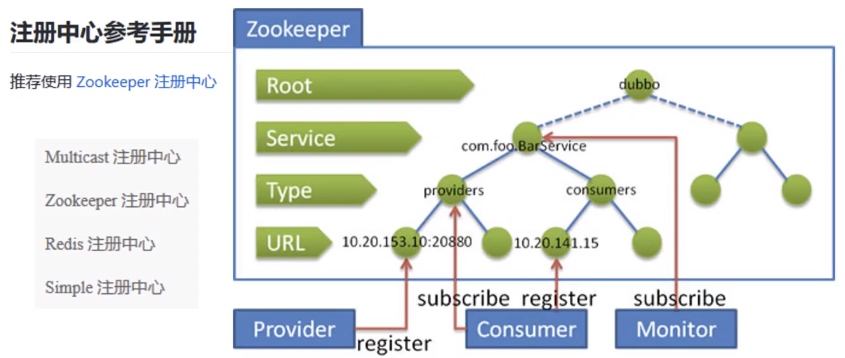 注册中心参考手册
推荐使用 Zookeeper 注册中心
Multicast 注册中心
Zookeeper 注册中心
Redis 注册中心
Simple 注册中心
Zookeeper
Root
dubbo
Service
com.foo.BarService
Type
providers
consumers
URL
10.20.153.10:20880
10.20.141.15
subscribe
register
subscribe
Provider
register
Consumer
Monitor